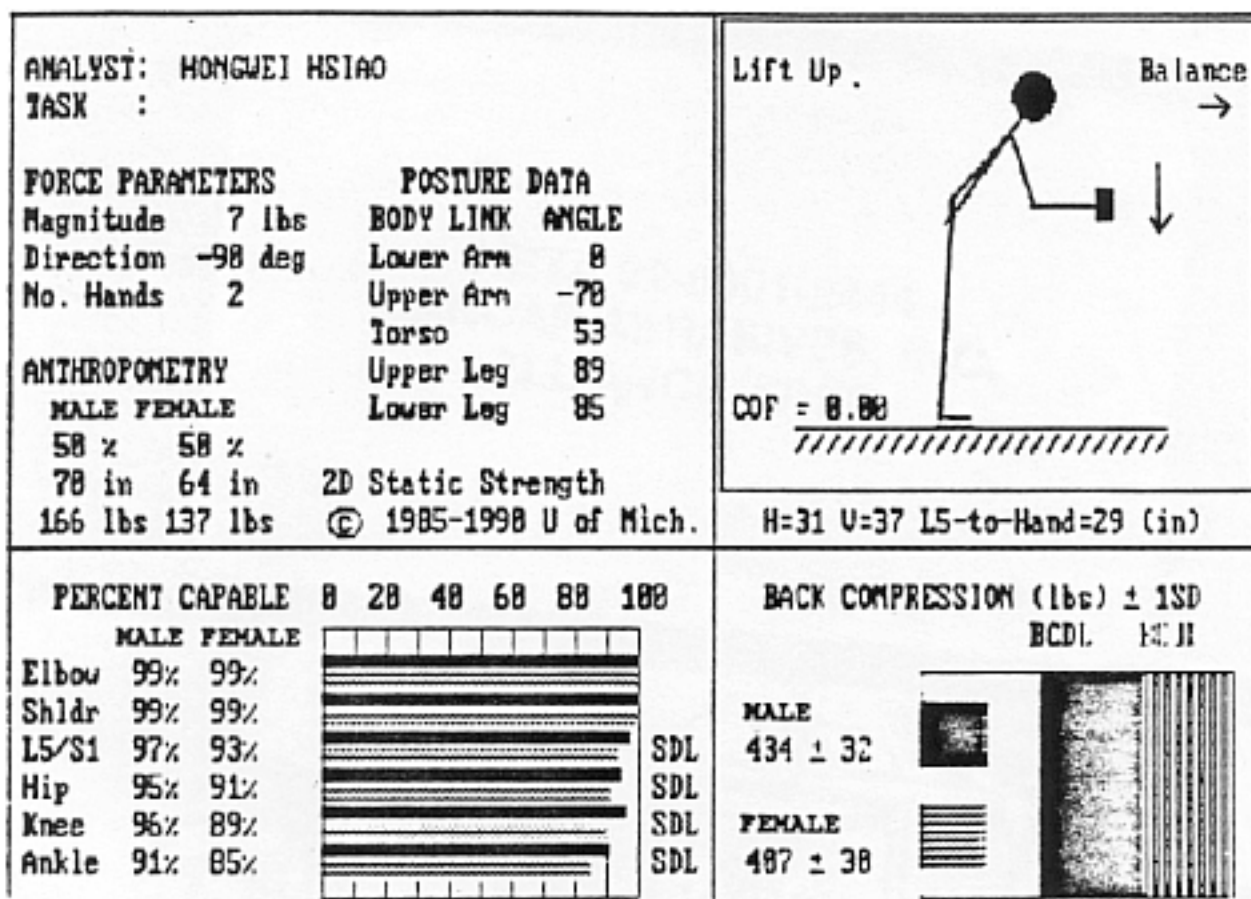 ANALYST: HONGWEI HSIAO
TASK :
FORCE PARAMETERS
Magnitude 7 lbs
Direction -90 deg
No. Hands 2
ANTHROPOMETRY
MALE FEMALE
50 % 50 %
70 in 64 in
166 lbs 137 lbs
POSTURE DATA
BODY LINK ANGLE
Lower Arm 0
Upper Arm -70
Torso 53
Upper Leg 89
Lower Leg 85
2D Static Strength
© 1985-1990 U of Mich.
Lift Up
Balance
COF = 0.00
H=31 V=37 L5-to-Hand=29 (in)
PERCENT CAPABLE 0 20 40 60 80 100
MALE FEMALE
Elbow 99% 99%
Shldr 99% 99%
L5/S1 97% 93% SDL
Hip 95% 91% SDL
Knee 96% 89% SDL
Ankle 91% 85% SDL
BACK COMPRESSION (lbs) ± 1SD
BCDL
MALE
434 ± 32
FEMALE
407 ± 30